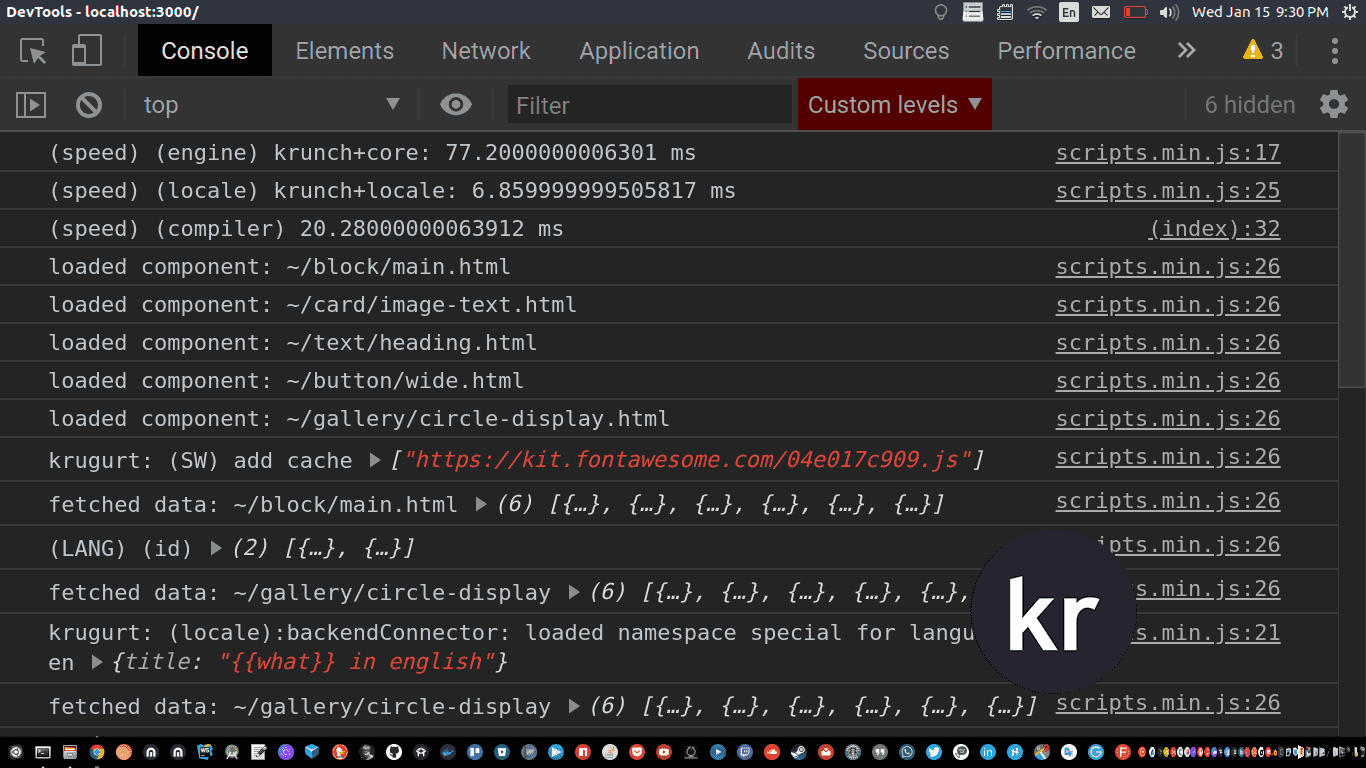 DevTools - localhost:3000/
En
Wed Jan 15 9:30 PM
Console Elements Network Application Audits Sources Performance » 3
top Filter Custom levels 6 hidden
(speed) (engine) krunch+core: 77.2000000006301 ms scripts.min.js:17
(speed) (locale) krunch+locale: 6.859999999505817 ms scripts.min.js:25
(speed) (compiler) 20.28000000063912 ms (index):32
loaded component: ~/block/main.html scripts.min.js:26
loaded component: ~/card/image-text.html scripts.min.js:26
loaded component: ~/text/heading.html scripts.min.js:26
loaded component: ~/button/wide.html scripts.min.js:26
loaded component: ~/gallery/circle-display.html scripts.min.js:26
krugurt: (SW) add cache ▶ ["https://kit.fontawesome.com/04e017c909.js"] scripts.min.js:26
fetched data: ~/block/main.html ▶ (6) [{…}, {…}, {…}, {…}, {…}, {…}] scripts.min.js:26
(LANG) (id) ▶ (2) [{…}, {…}] ipts.min.js:26
fetched data: ~/gallery/circle-display ▶ (6) [{…}, {…}, {…}, {…}, {…}, s.min.js:26
kr
krugurt: (locale):backendConnector: loaded namespace special for langu s.min.js:21
en ▶ {title: "{{what}} in english"}
fetched data: ~/gallery/circle-display ▶ (6) [{…}, {…}, {…}, {…}, {…}, {…}] scripts.min.js:26